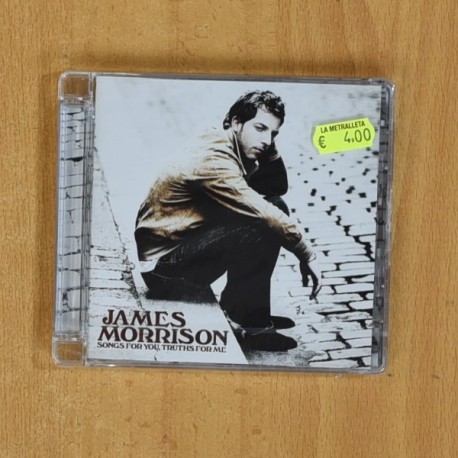 LA METRALLETA
€ 4,00
JAMES
MORRISON
SONGS FOR YOU, TRUTHS FOR ME